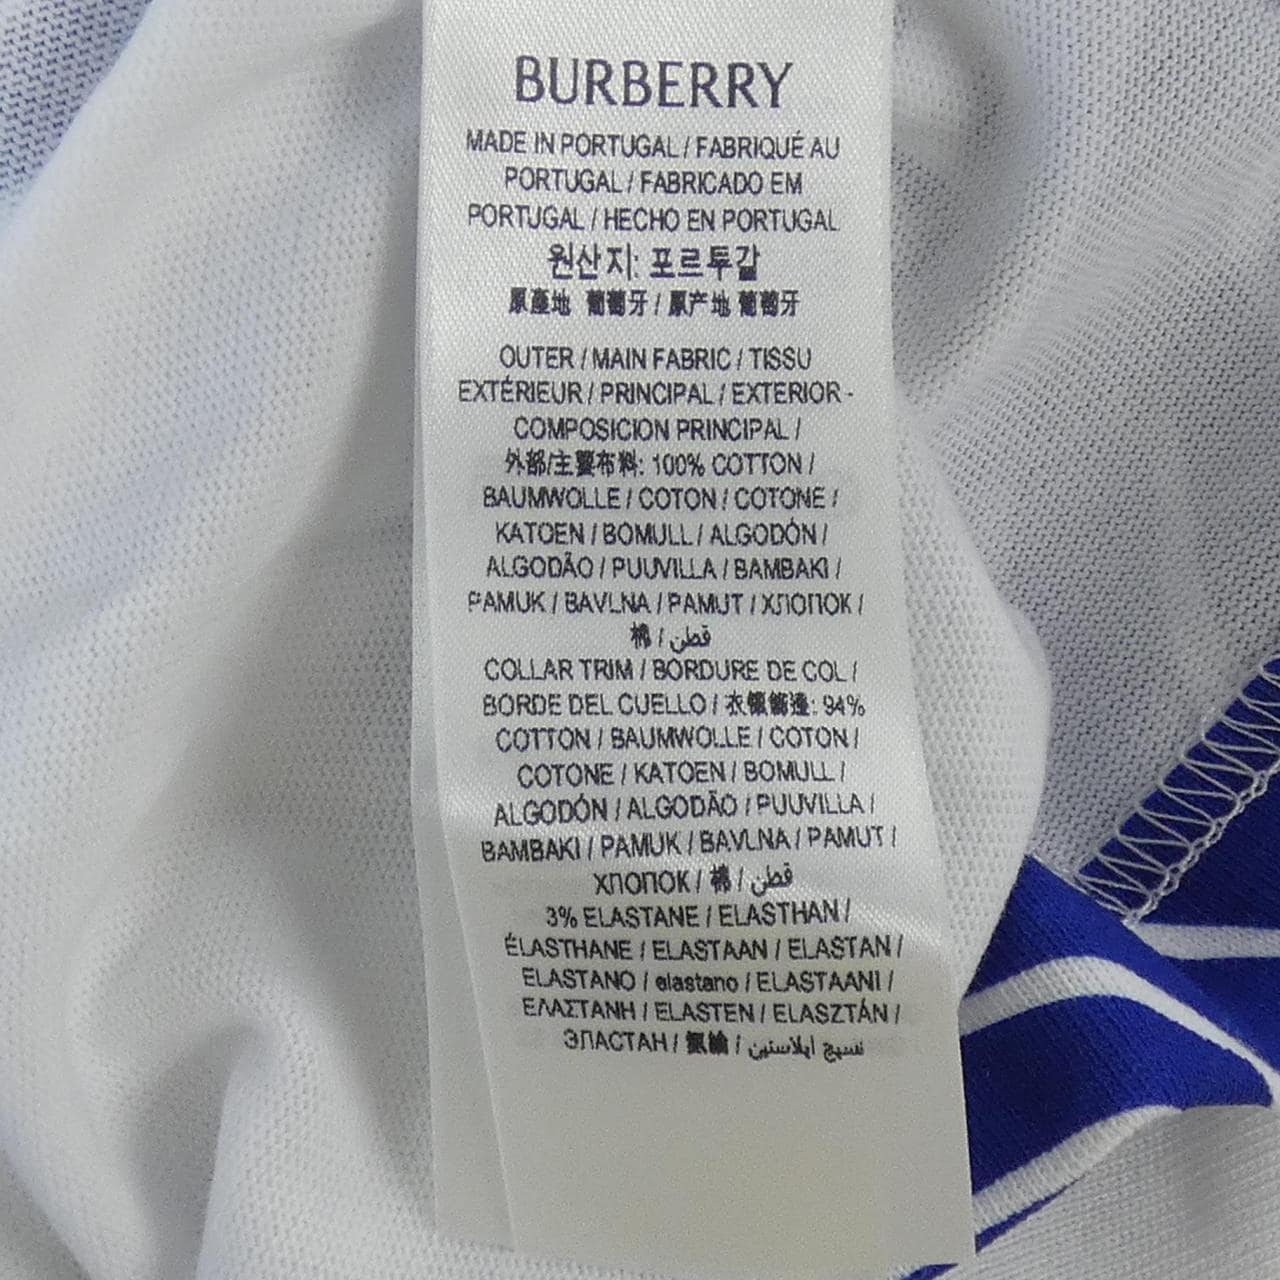 BURBERRY
MADE IN PORTUGAL / FABRIQUÉ AU
PORTUGAL / FABRICADO EM
PORTUGAL / HECHO EN PORTUGAL
원산지: 포르투갈
原產地 葡萄牙 / 原产地 葡萄牙
OUTER / MAIN FABRIC / TISSU
EXTÉRIEUR / PRINCIPAL / EXTERIOR -
COMPOSICION PRINCIPAL /
外部/主要布料: 100% COTTON /
BAUMWOLLE / COTON / COTONE /
KATOEN / BOMULL / ALGODÓN /
ALGODÃO / PUUVILLA / BAMBAKI /
PAMUK / BAVLNA / PAMUT / ХЛОПОК /
棉 / قطن
COLLAR TRIM / BORDURE DE COL /
BORDE DEL CUELLO / 衣領飾邊: 94%
COTTON / BAUMWOLLE / COTON /
COTONE / KATOEN / BOMULL /
ALGODÓN / ALGODÃO / PUUVILLA /
BAMBAKI / PAMUK / BAVLNA / PAMUT /
ХЛОПОК / 棉 / قطن
3% ELASTANE / ELASTHAN /
ÉLASTHANE / ELASTAAN / ELASTAN /
ELASTANO / elastano / ELASTAANI /
ΕΛΑΣΤΑΝΗ / ELASTEN / ELASZTÁN /
ЭЛАСТАН / 氨綸 / نسيج ايلاستين